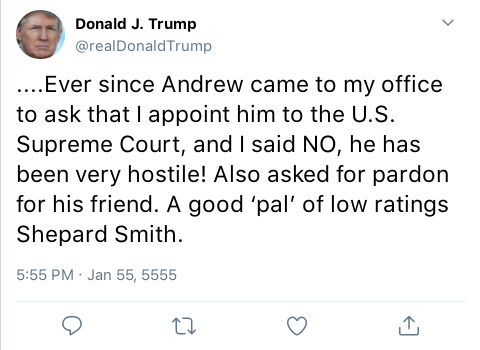 Donald J. Trump
@realDonaldTrump
....Ever since Andrew came to my office
to ask that I appoint him to the U.S.
Supreme Court, and I said NO, he has
been very hostile! Also asked for pardon
for his friend. A good ‘pal’ of low ratings
Shepard Smith.
5:55 PM · Jan 55, 5555